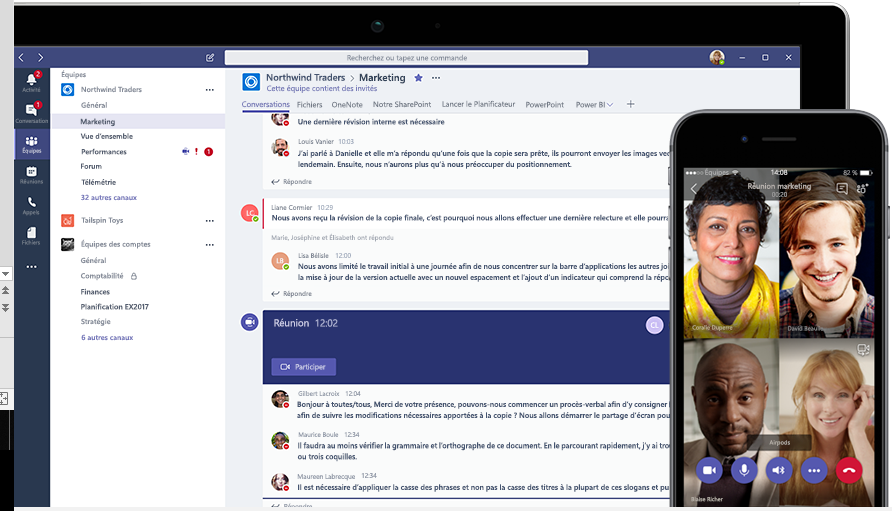 Recherchez ou tapez une commande
2
Activité
1
Conversation
Équipes
Réunions
Appels
Fichiers
Équipes
Northwind Traders
Général
Marketing
Vue d'ensemble
Performances
! 1
Forum
Télémétrie
32 autres canaux
Tailspin Toys
Équipes des comptes
Général
Comptabilité
Finances
Planification EX2017
Stratégie
6 autres canaux
Northwind Traders > Marketing
Cette équipe contient des invités
Conversations Fichiers OneNote Notre SharePoint Lancer le Planificateur PowerPoint Power BI
Une dernière révision interne est nécessaire
Louis Vanier 10:03
J'ai parlé à Danielle et elle m'a répondu qu'une fois que la copie sera prête, ils pourront envoyer les images
lendemain. Ensuite, nous n'aurons plus qu'à nous préoccuper du positionnement.
Répondre
LC
Liane Cormier 10:29
Nous avons reçu la révision de la copie finale, c'est pourquoi nous allons effectuer une dernière relecture et elle
Marie, Joséphine et Élisabeth ont répondu
LB
Lisa Bélisle 12:00
Nous avons limité le travail initial à une journée afin de nous concentrer sur la barre d'applications les autres
la mise à jour de la version actuelle avec un nouvel espacement et l'ajout d'un indicateur qui comprend la
Répondre
Réunion 12:02
CL
Participer
Gilbert Lacroix 12:04
Bonjour à toutes/tous, Merci de votre présence, pouvons-nous commencer un procès-verbal afin d'y consigner
afin de suivre les modifications nécessaires apportées à la copie ? Nous allons démarrer le partage d'écran
Maurice Boule 12:34
Il faudra au moins vérifier la grammaire et l'orthographe de ce document. En le parcourant rapidement, j'y ai
ou trois coquilles.
Maureen Labrecque 12:34
Il est nécessaire d'appliquer la casse des phrases et non pas la casse des titres à la plupart de ces slogans et
Répondre
Équipes 14:08 82 %
Réunion marketing
00:20
Coralie Duperre
David Beaulieu
Airpods
Blaise Richer